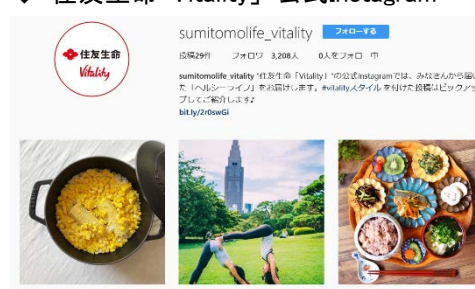 住友生命「Vitality」公式Instagram
sumitomolife_vitality フォローする
住友生命
Vitality
投稿29件 フォロワ 3,208人 0人をフォロー中
sumitomolife_vitality "住友生命「Vitality」"の公式Instagramでは、みなさんから届い
た「ヘルシーライフ」をお届けします。#vitalityスタイル を付けた投稿はピックアッ
プしてご紹介します♪
bit.ly/2r0swGi